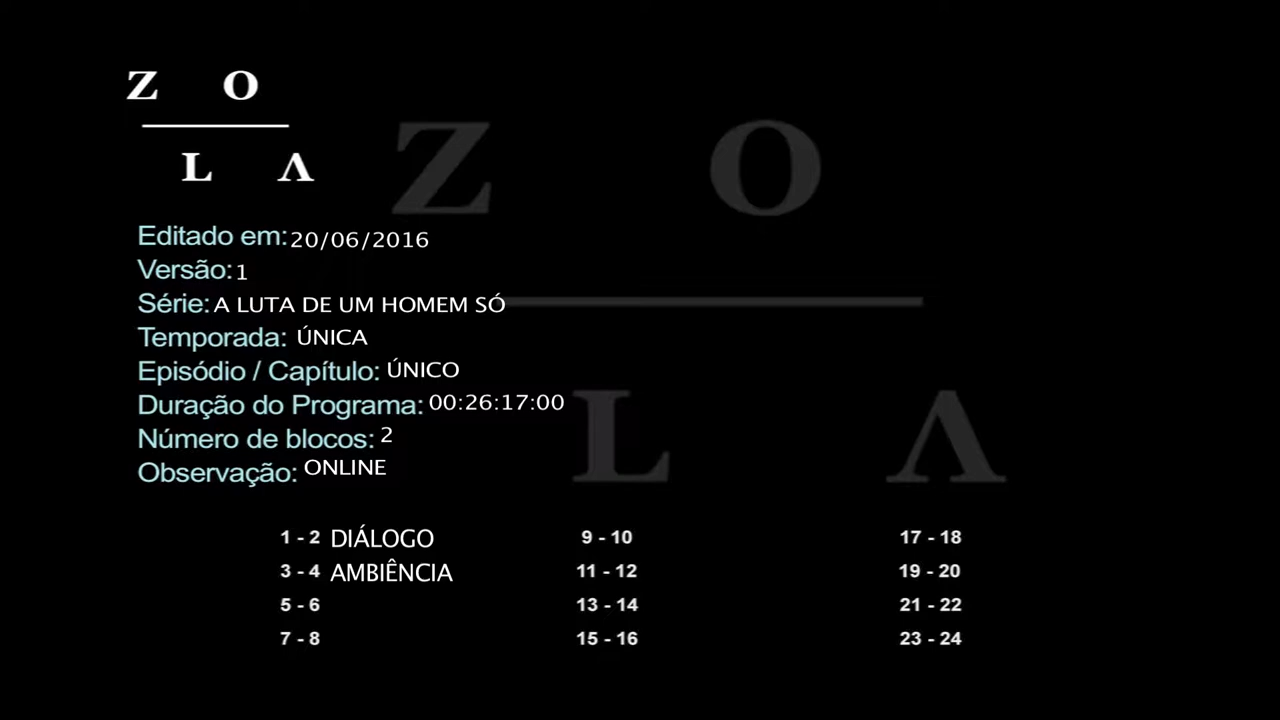 Z O
L Λ
Z O
L Λ
Editado em: 20/06/2016
Versão: 1
Série: A LUTA DE UM HOMEM SÓ
Temporada: ÚNICA
Episódio / Capítulo: ÚNICO
Duração do Programa: 00:26:17:00
Número de blocos: 2
Observação: ONLINE
1 - 2 DIÁLOGO 9 - 10 17 - 18
3 - 4 AMBIÊNCIA 11 - 12 19 - 20
5 - 6 13 - 14 21 - 22
7 - 8 15 - 16 23 - 24